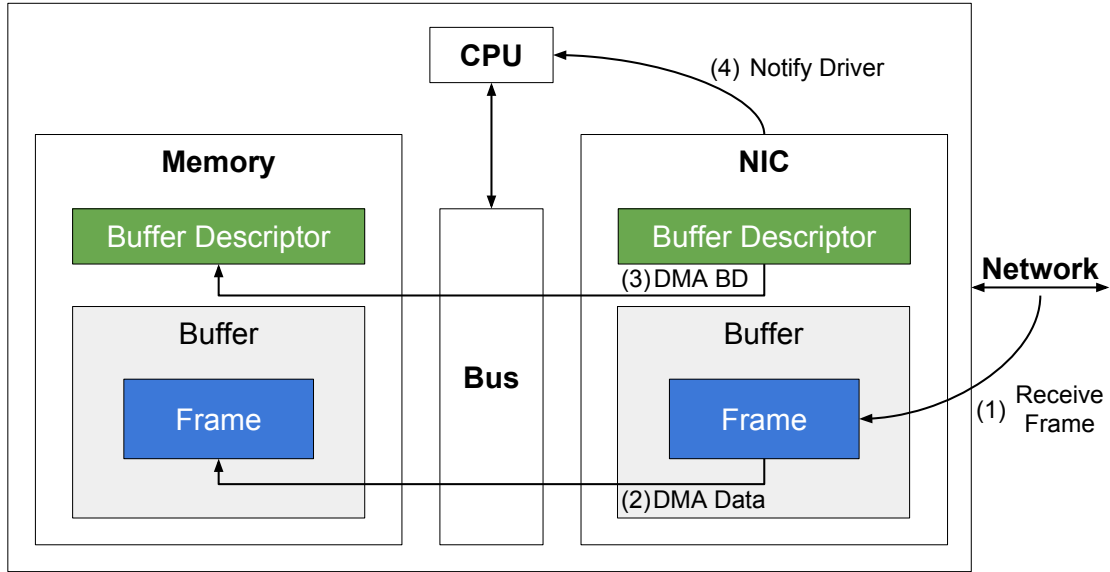 CPU
(4) Notify Driver
Memory
NIC
Buffer Descriptor
Buffer Descriptor
(3) DMA BD
Network
Buffer
Buffer
Bus
Frame
Frame
(1) Receive
Frame
(2) DMA Data